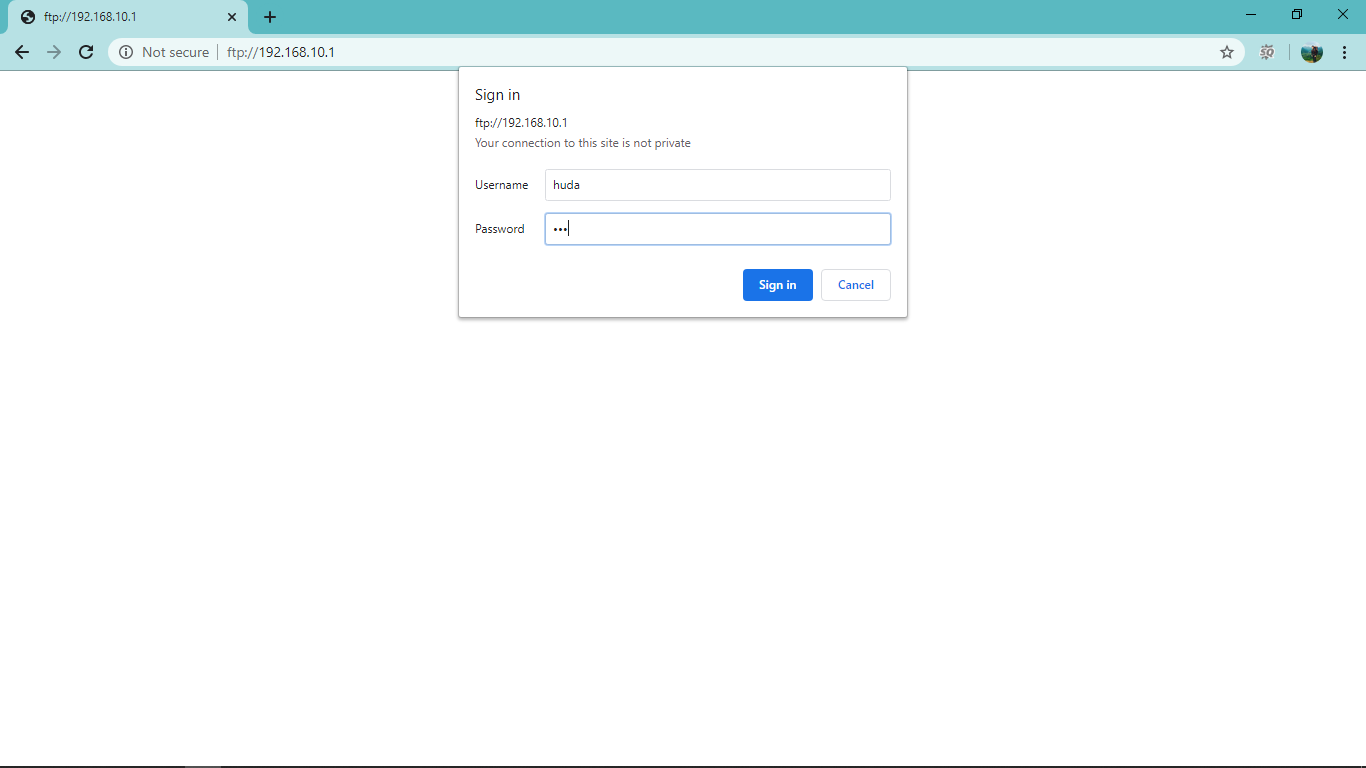 ftp://192.168.10.1
Not secure ftp://192.168.10.1
Sign in
ftp://192.168.10.1
Your connection to this site is not private
Username huda
Password •••
Sign in Cancel